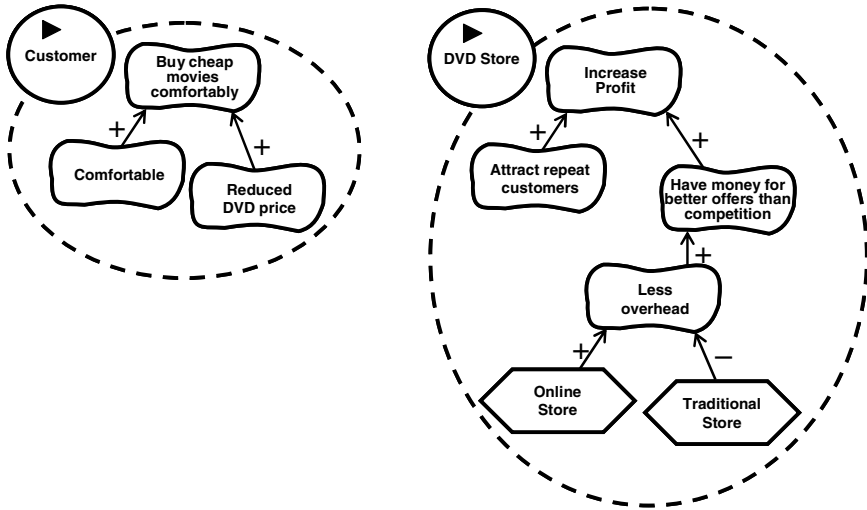 Customer
Buy cheap
movies
comfortably
+
+
Comfortable
Reduced
DVD price
DVD Store
Increase
Profit
+
+
Attract repeat
customers
Have money for
better offers than
competition
+
Less
overhead
+
−
Online
Store
Traditional
Store